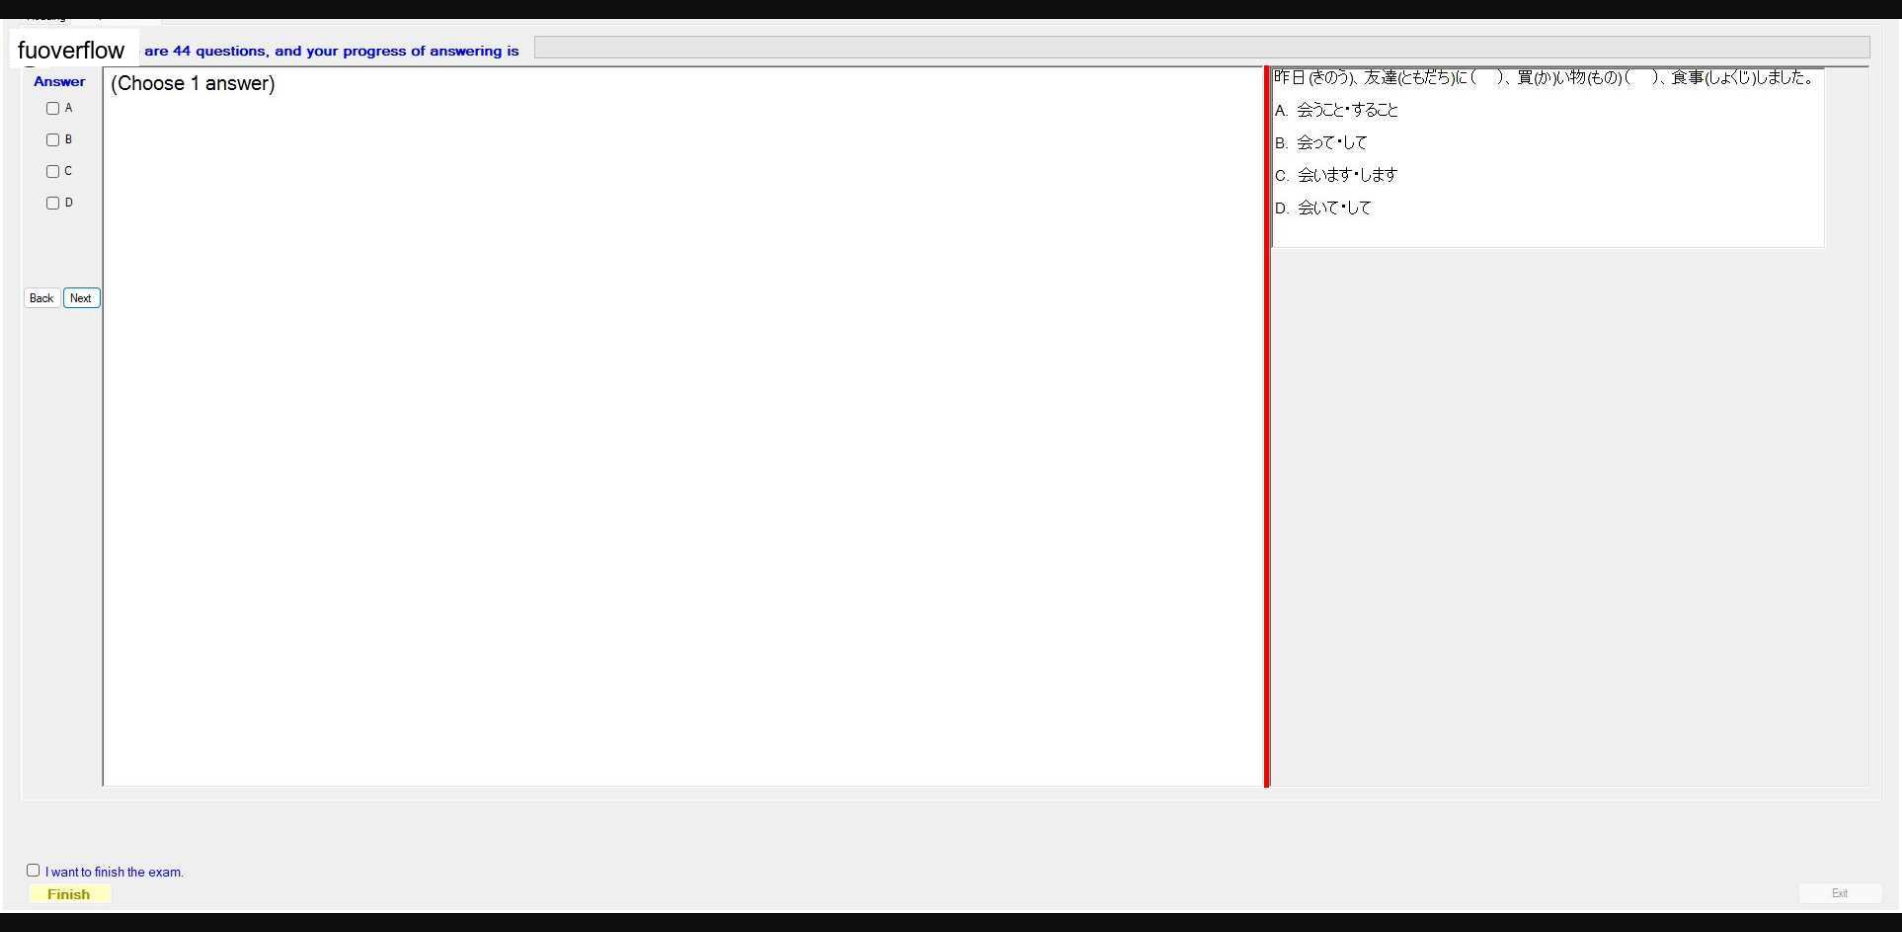 fuoverflow are 44 questions, and your progress of answering is
Answer
(Choose 1 answer)
A
B
C
D
Back Next
昨日(きのう)、友達(ともだち)に(　)、買(か)い物(もの)(　)、食事(しょくじ)しました。
A. 会うこと・すること
B. 会って・して
C. 会います・します
D. 会いて・して
I want to finish the exam.
Finish
Exit